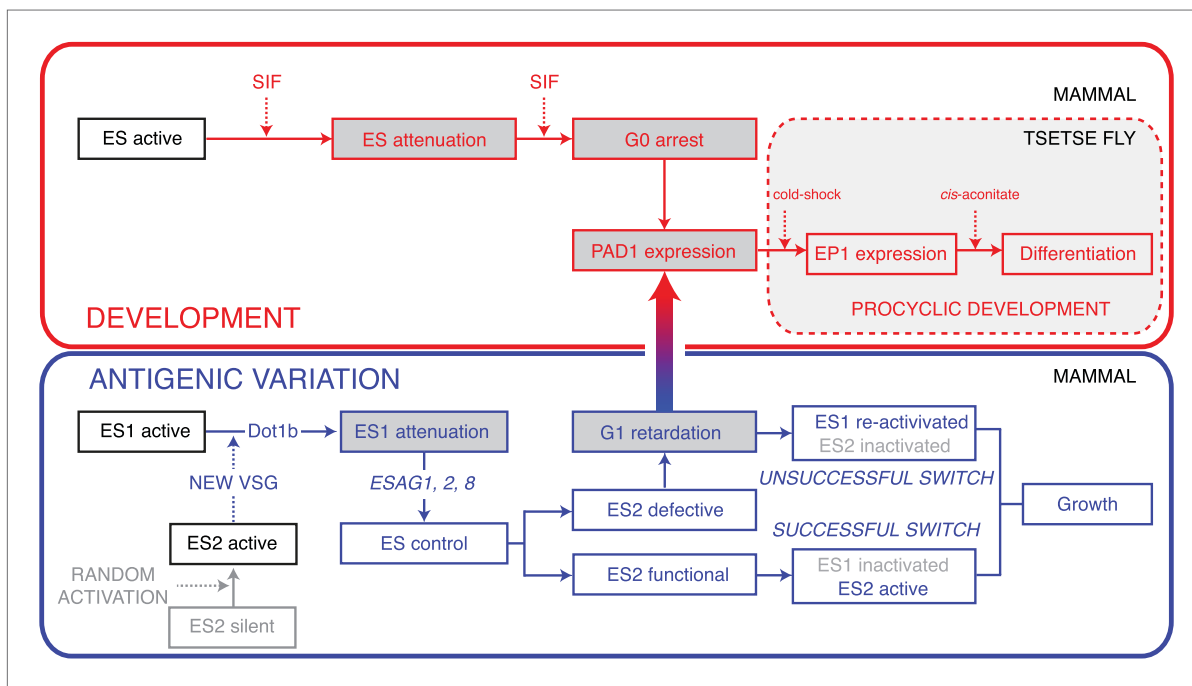 SIF
SIF
MAMMAL
ES active
ES attenuation
G0 arrest
TSETSE FLY
cold-shock
cis-aconitate
PAD1 expression
EP1 expression
Differentiation
DEVELOPMENT
PROCYCLIC DEVELOPMENT
ANTIGENIC VARIATION
MAMMAL
ES1 active
Dot1b
ES1 attenuation
G1 retardation
ES1 re-activivated
ES2 inactivated
NEW VSG
ESAG1, 2, 8
UNSUCCESSFUL SWITCH
ES2 defective
Growth
ES2 active
ES control
SUCCESSFUL SWITCH
RANDOM
ACTIVATION
ES2 functional
ES1 inactivated
ES2 active
ES2 silent